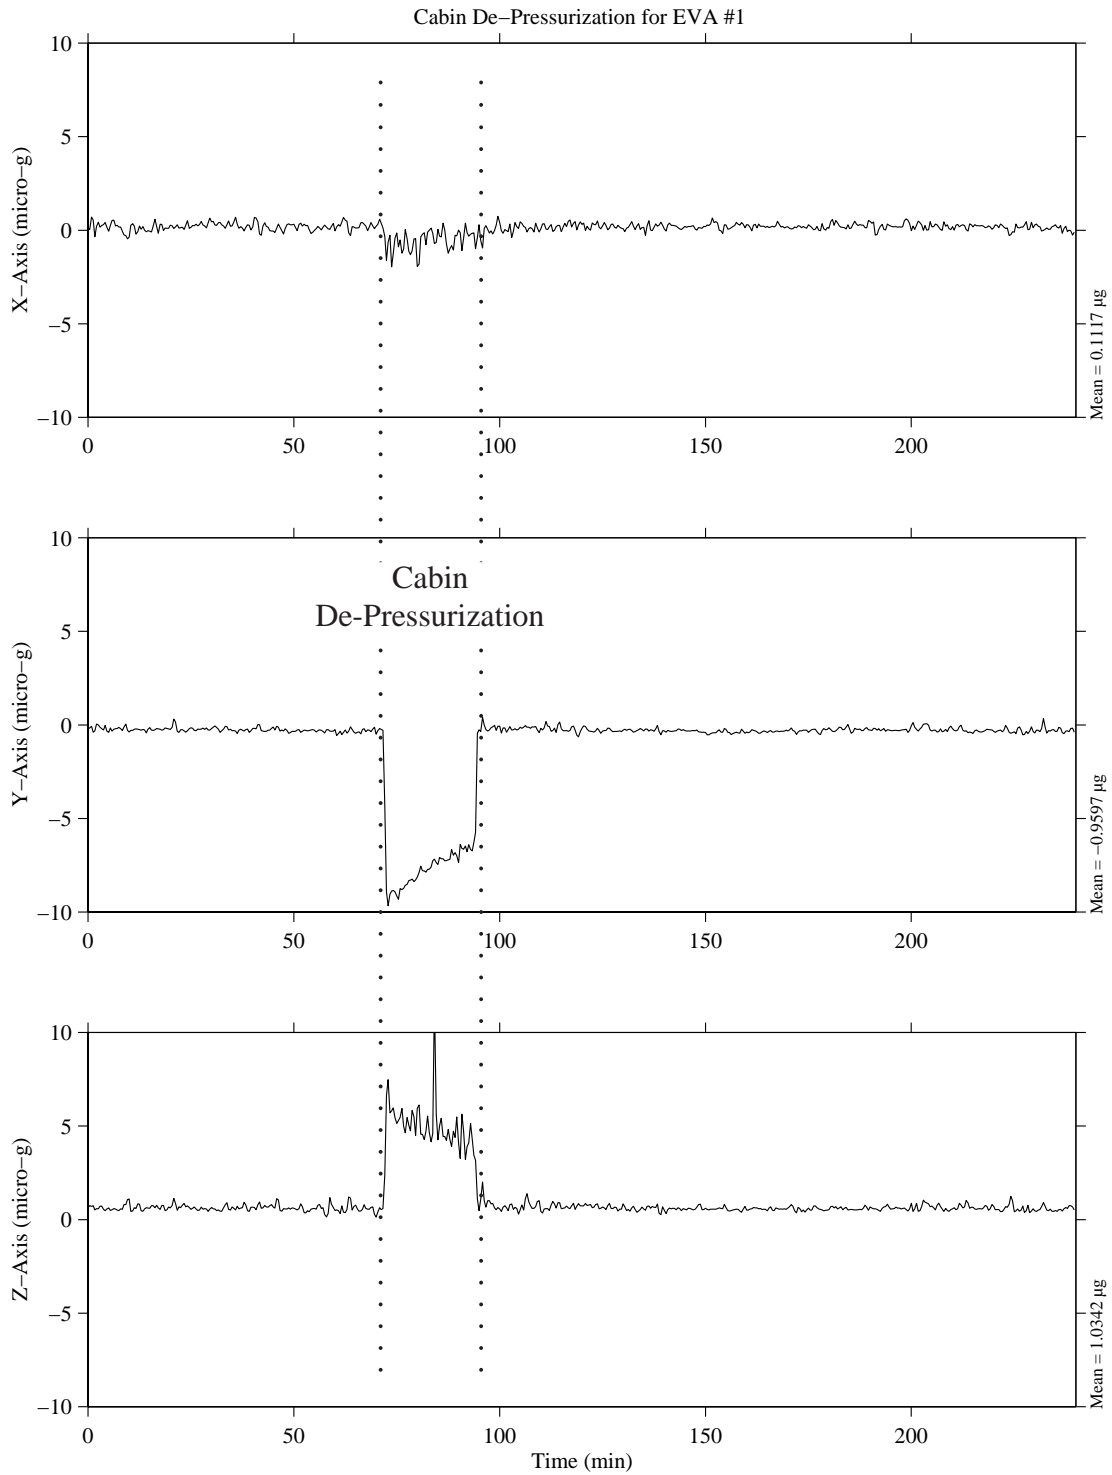 Cabin De−Pressurization for EVA #1
10
5
0
−5
−10
X−Axis (micro−g)
0 50 100 150 200
Mean = 0.1117 µg
10
5
0
−5
−10
Y−Axis (micro−g)
Cabin
De-Pressurization
0 50 100 150 200
Mean = −0.9597 µg
10
5
0
−5
−10
Z−Axis (micro−g)
0 50 100 150 200
Mean = 1.0342 µg
Time (min)